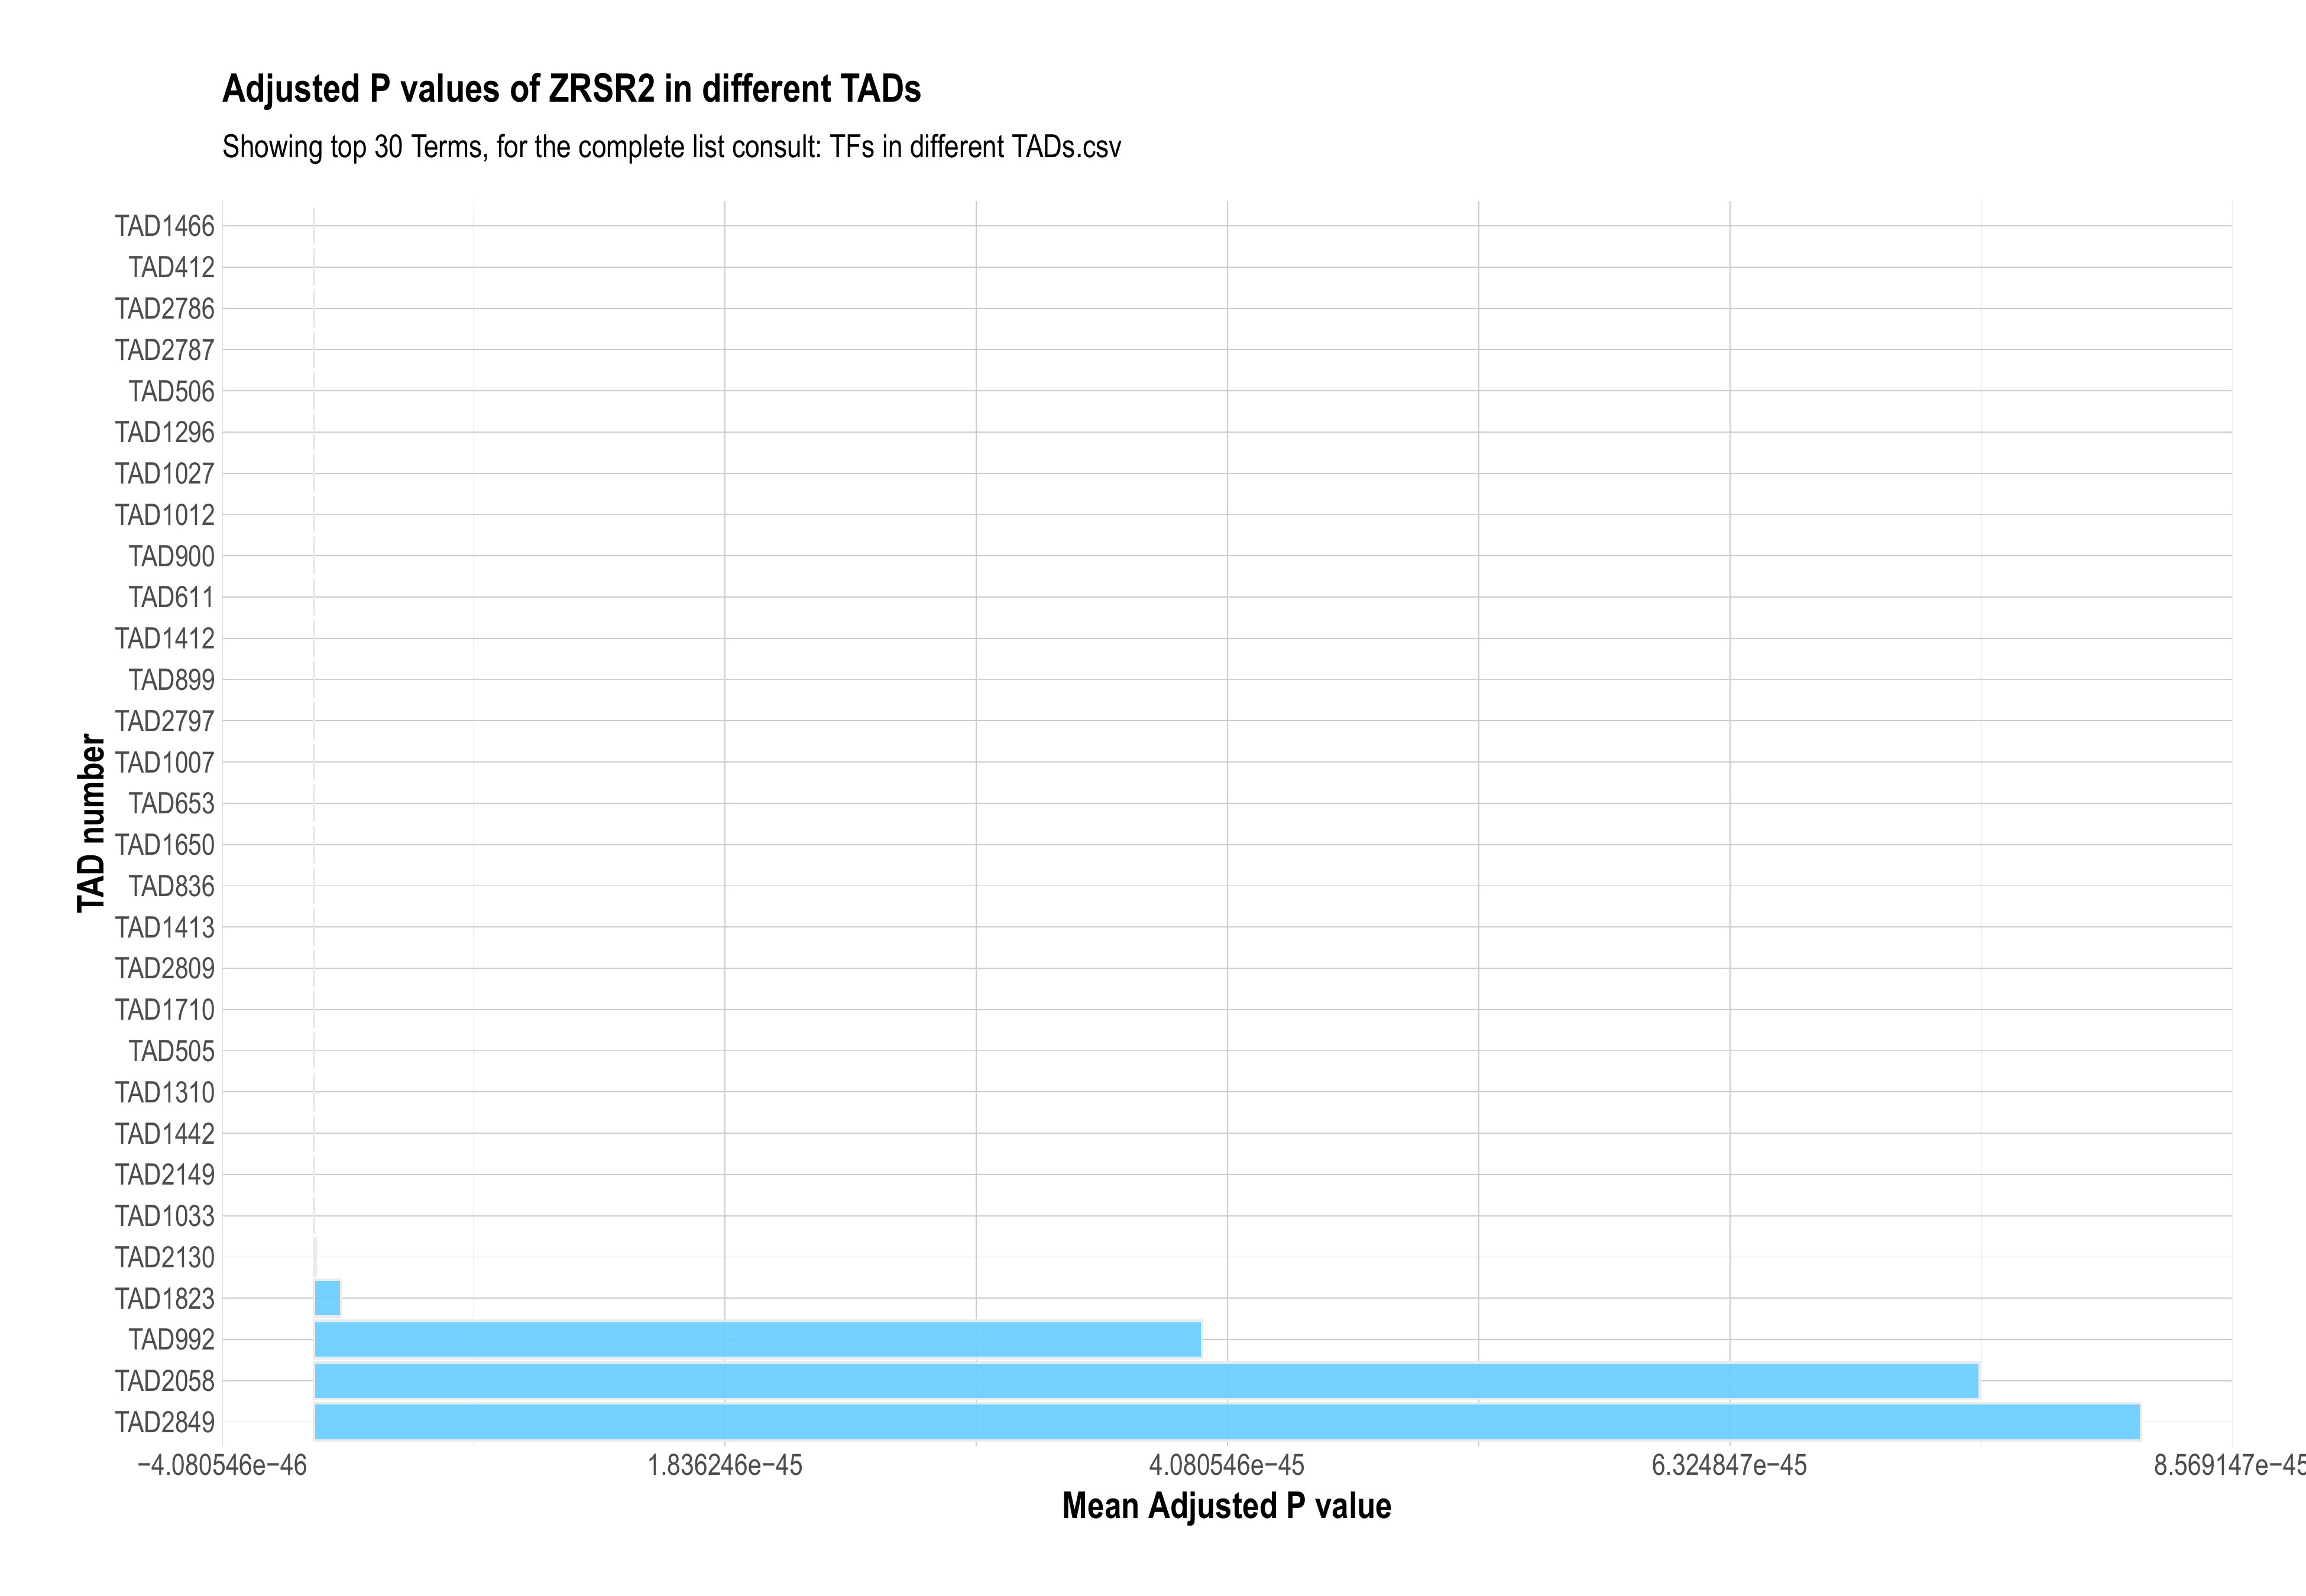 Adjusted P values of ZRSR2 in different TADs
Showing top 30 Terms, for the complete list consult: TFs in different TADs.csv
TAD number
TAD1466
TAD412
TAD2786
TAD2787
TAD506
TAD1296
TAD1027
TAD1012
TAD900
TAD611
TAD1412
TAD899
TAD2797
TAD1007
TAD653
TAD1650
TAD836
TAD1413
TAD2809
TAD1710
TAD505
TAD1310
TAD1442
TAD2149
TAD1033
TAD2130
TAD1823
TAD992
TAD2058
TAD2849
−4.080546e−46 1.836246e−45 4.080546e−45 6.324847e−45 8.569147e−45
Mean Adjusted P value